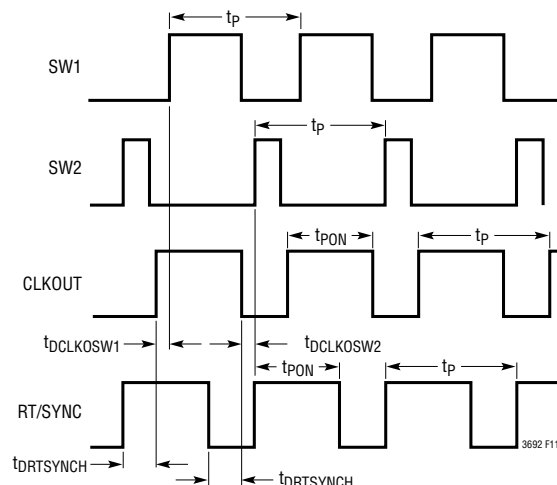 tP
SW1
tP
SW2
tPON
tP
CLKOUT
tDCLKOSW1
tDCLKOSW2
tPON
tP
RT/SYNC
3692 F11
tDRTSYNCH
tDRTSYNCH